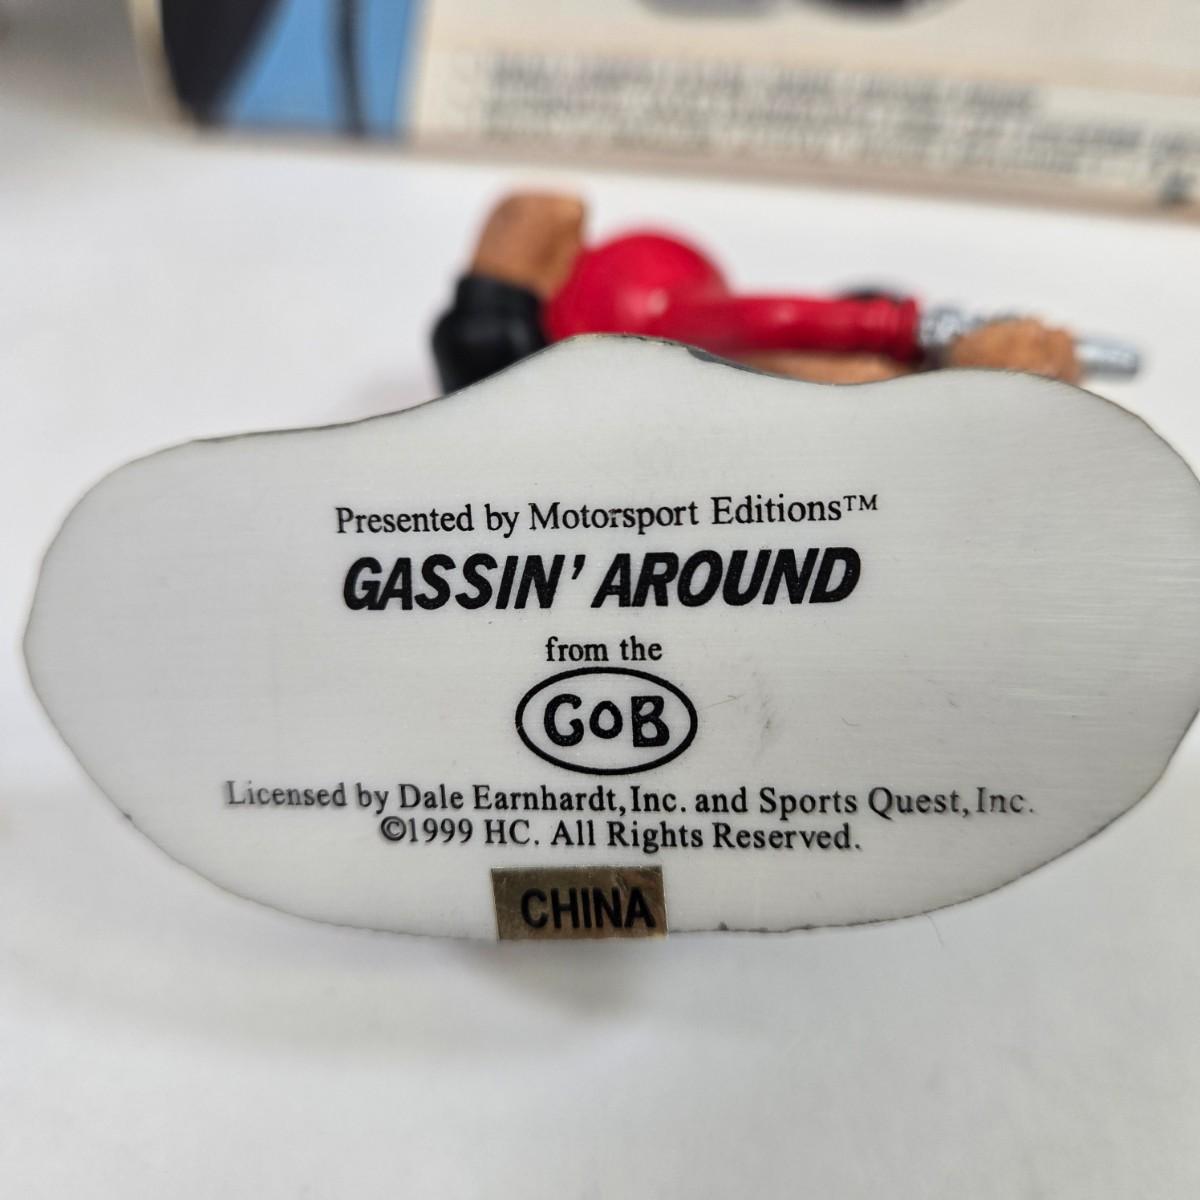 Presented by Motorsport Editions™
GASSIN' AROUND
from the
GOB
Licensed by Dale Earnhardt, Inc. and Sports Quest, Inc.
©1999 HC. All Rights Reserved.
CHINA